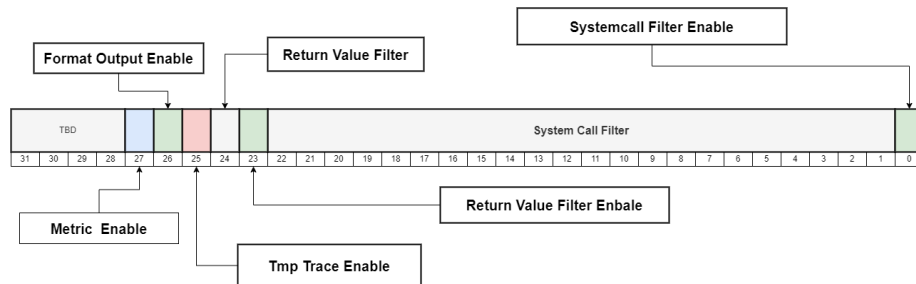 Systemcall Filter Enable
Format Output Enable
Return Value Filter
TBD
System Call Filter
31 30 29 28 27 26 25 24 23 22 21 20 19 18 17 16 15 14 13 12 11 10 9 8 7 6 5 4 3 2 1 0
Return Value Filter Enbale
Metric Enable
Tmp Trace Enable